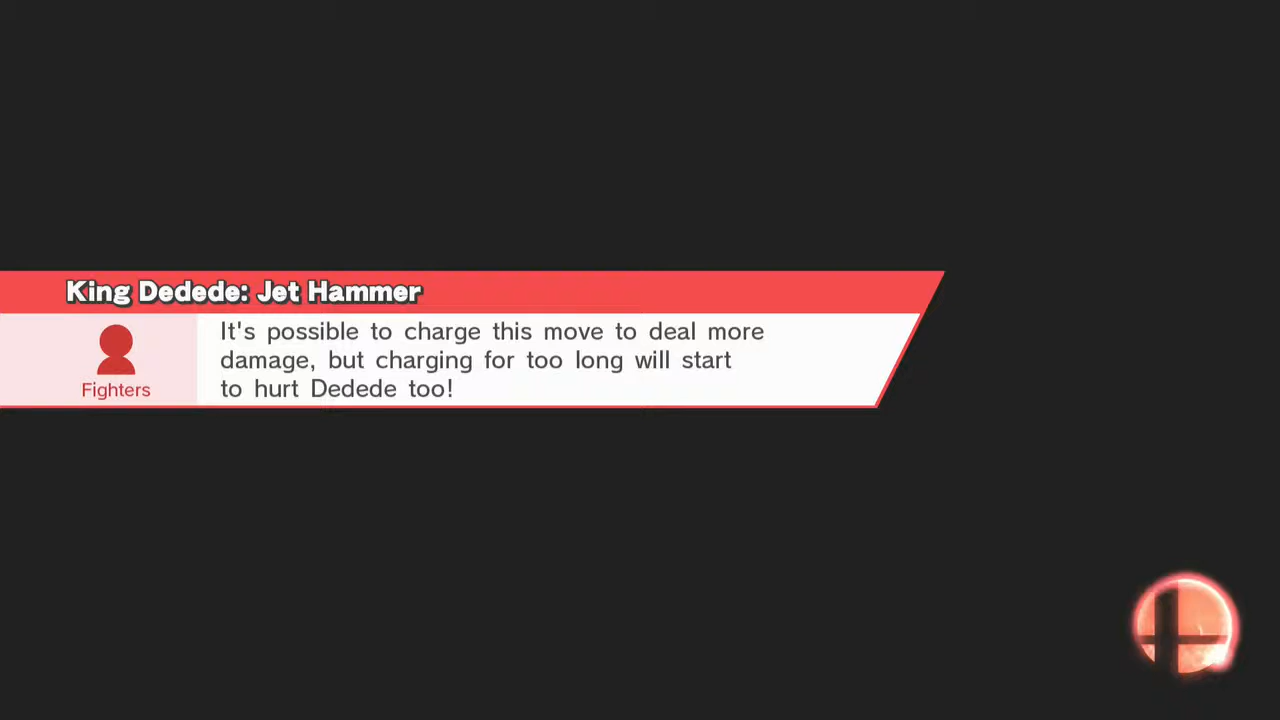 King Dedede: Jet Hammer
Fighters
It's possible to charge this move to deal more
damage, but charging for too long will start
to hurt Dedede too!